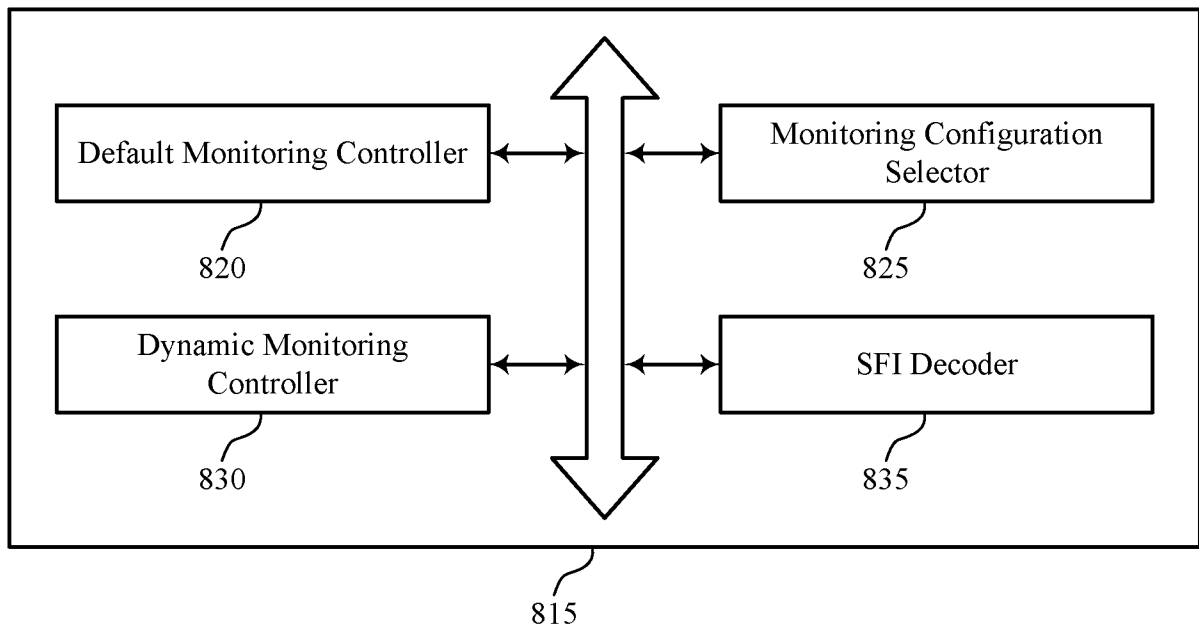 Default Monitoring Controller
820
Monitoring Configuration
Selector
825
Dynamic Monitoring
Controller
830
SFI Decoder
835
815